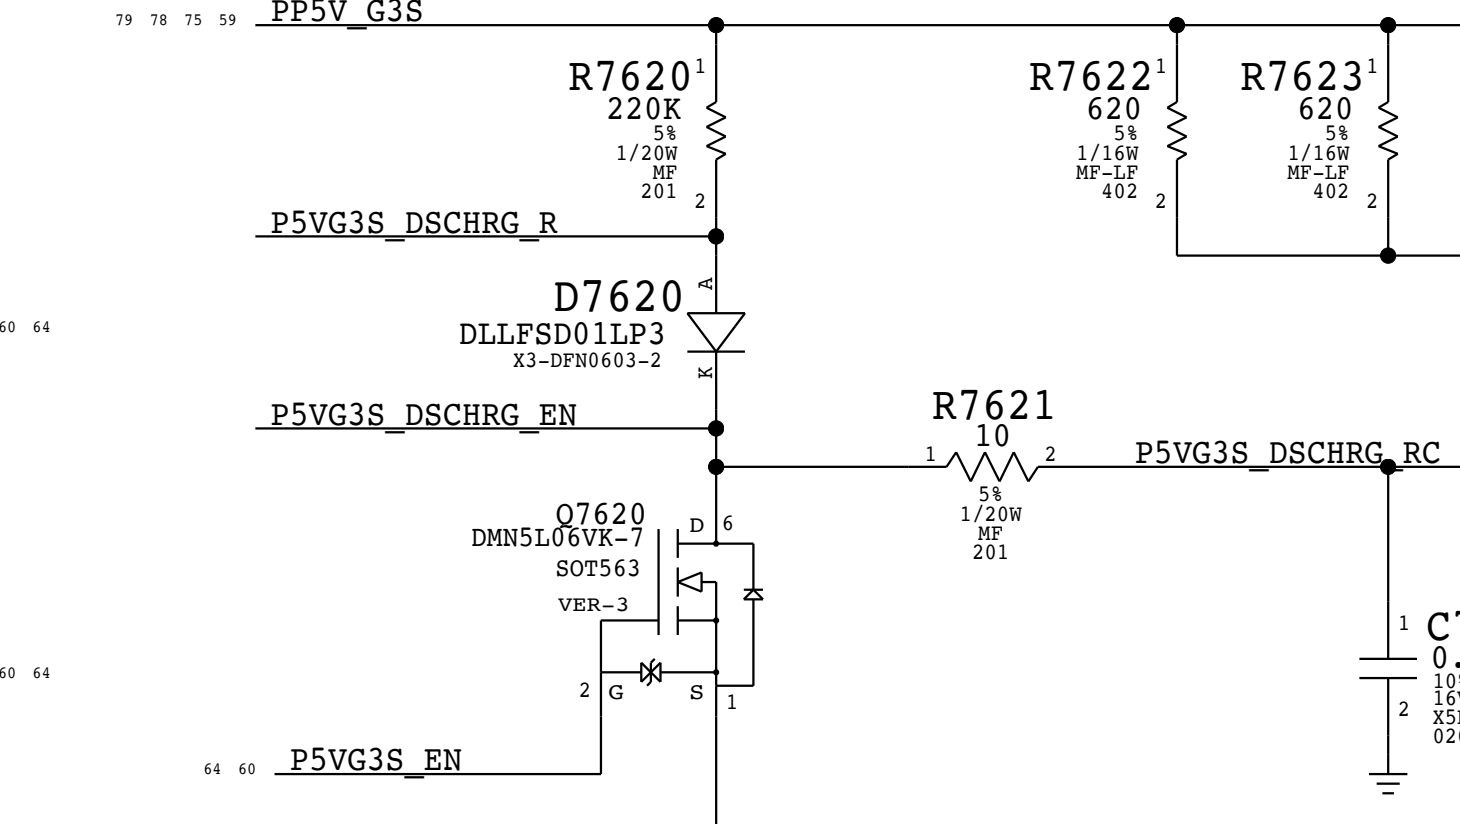 79 78 75 59 PP5V_G3S
R7620 1
220K
5%
1/20W
MF
201
2
R7622 1
620
5%
1/16W
MF-LF
402
2
R7623 1
620
5%
1/16W
MF-LF
402
2
P5VG3S_DSCHRG_R
A
D7620
DLLFSD01LP3
X3-DFN0603-2
K
60 64
P5VG3S_DSCHRG_EN
R7621
10
1 2
5%
1/20W
MF
201
P5VG3S_DSCHRG_RC
Q7620
DMN5L06VK-7
SOT563
VER-3
D 6
2 G S 1
60 64
1
2
64 60 P5VG3S_EN